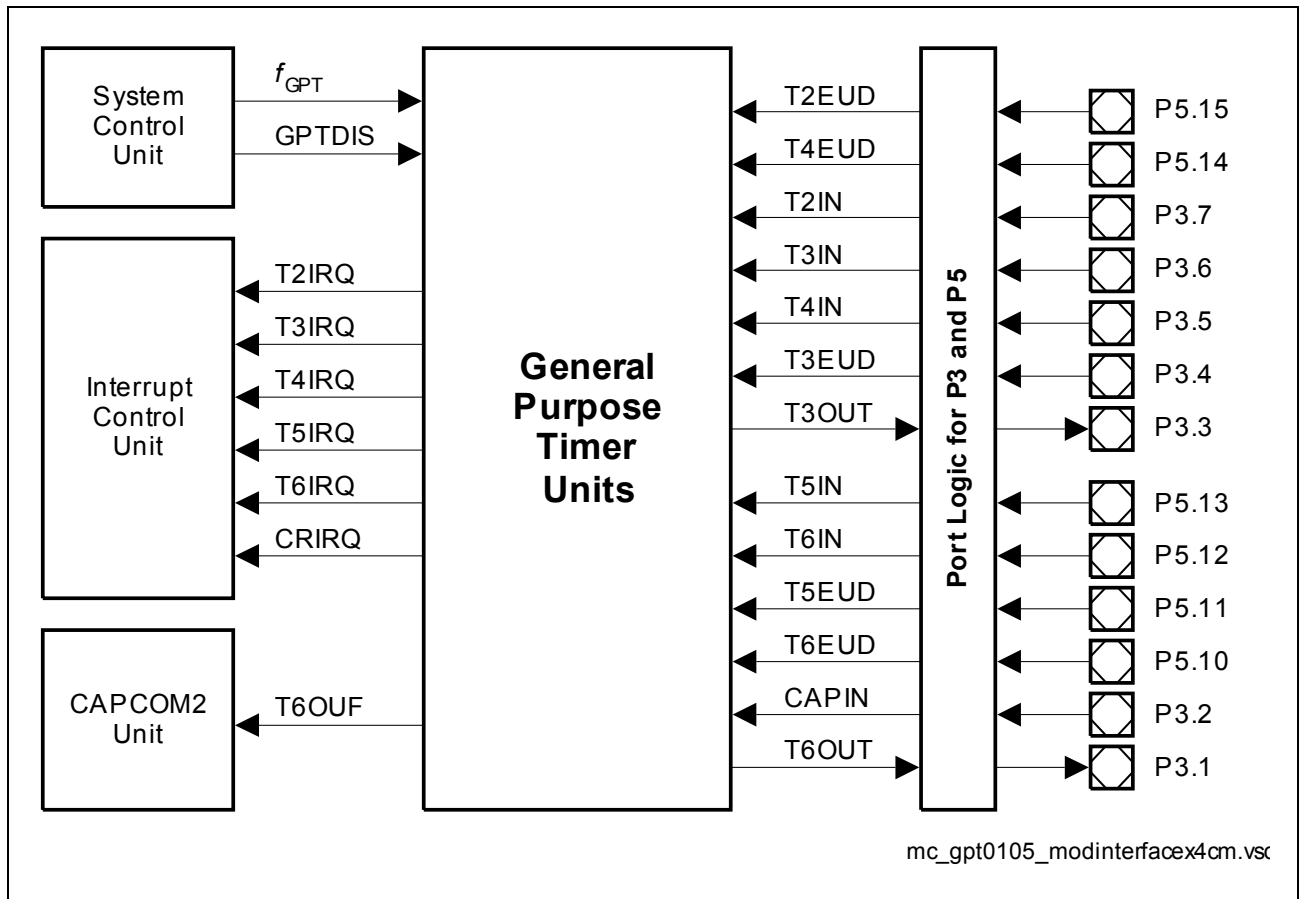 System
Control
Unit
fGPT
GPTDIS
Interrupt
Control
Unit
T2IRQ
T3IRQ
T4IRQ
T5IRQ
T6IRQ
CRIRQ
CAPCOM2
Unit
T6OUF
General
Purpose
Timer
Units
T2EUD
T4EUD
T2IN
T3IN
T4IN
T3EUD
T3OUT
T5IN
T6IN
T5EUD
T6EUD
CAPIN
T6OUT
Port Logic for P3 and P5
P5.15
P5.14
P3.7
P3.6
P3.5
P3.4
P3.3
P5.13
P5.12
P5.11
P5.10
P3.2
P3.1
mc_gpt0105_modinterfacex4cm.vsd